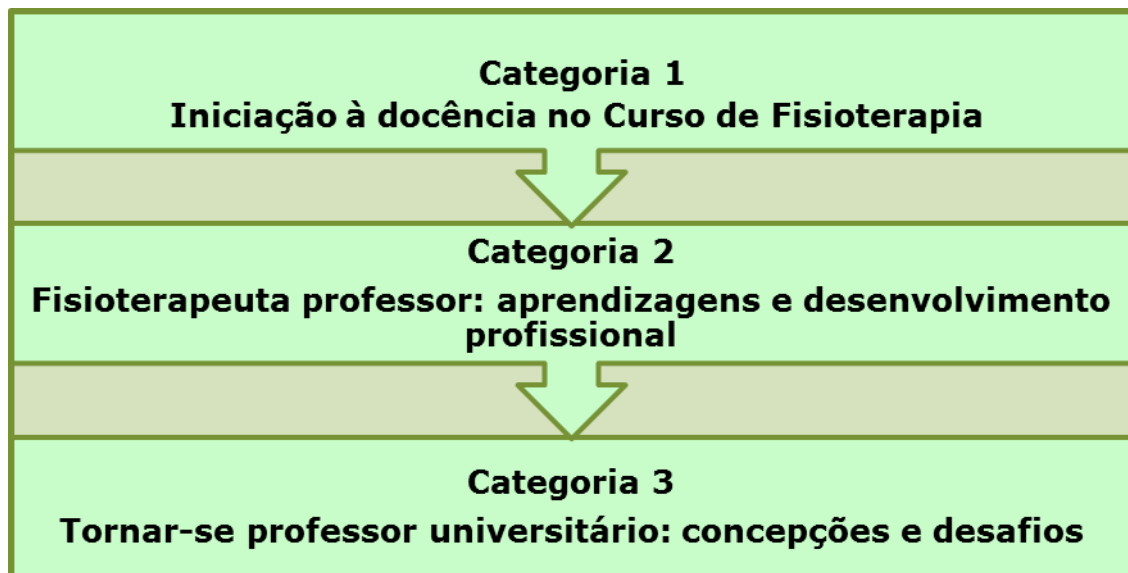 Categoria 1
Iniciação à docência no Curso de Fisioterapia
Categoria 2
Fisioterapeuta professor: aprendizagens e desenvolvimento
profissional
Categoria 3
Tornar-se professor universitário: concepções e desafios